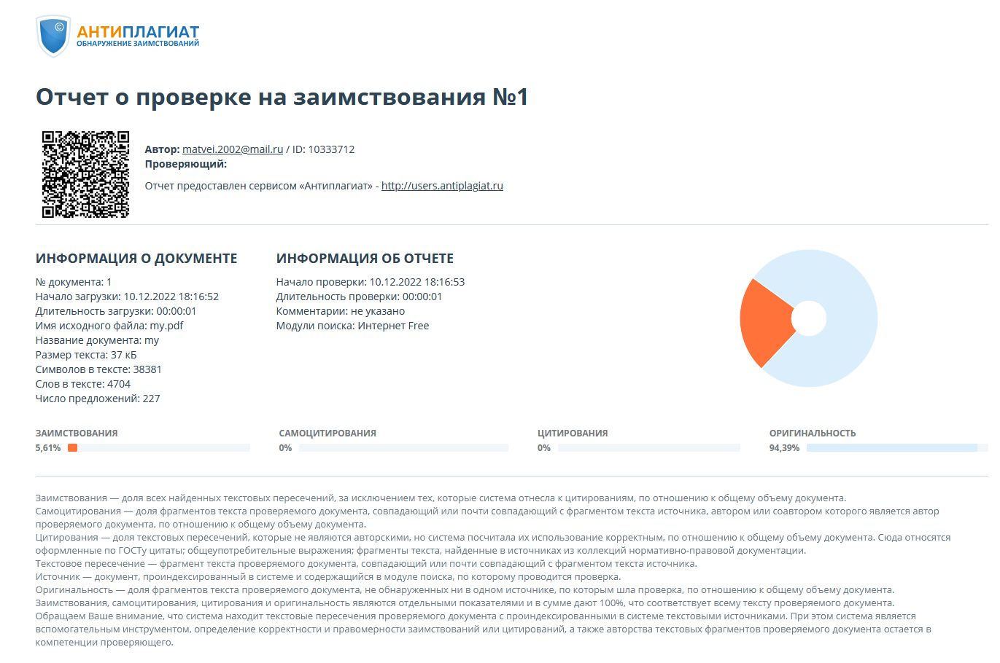 ©
АНТИПЛАГИАТ
ОБНАРУЖЕНИЕ ЗАИМСТВОВАНИЙ
Отчет о проверке на заимствования №1
Автор: matvei.2002@mail.ru / ID: 10333712
Проверяющий:
Отчет предоставлен сервисом «Антиплагиат» - http://users.antiplagiat.ru
ИНФОРМАЦИЯ О ДОКУМЕНТЕ
№ документа: 1
Начало загрузки: 10.12.2022 18:16:52
Длительность загрузки: 00:00:01
Имя исходного файла: my.pdf
Название документа: my
Размер текста: 37 кБ
Символов в тексте: 38381
Слов в тексте: 4704
Число предложений: 227
ИНФОРМАЦИЯ ОБ ОТЧЕТЕ
Начало проверки: 10.12.2022 18:16:53
Длительность проверки: 00:00:01
Комментарии: не указано
Модули поиска: Интернет Free
ЗАИМСТВОВАНИЯ
5,61%
САМОЦИТИРОВАНИЯ
0%
ЦИТИРОВАНИЯ
0%
ОРИГИНАЛЬНОСТЬ
94,39%
Заимствования — доля всех найденных текстовых пересечений, за исключением тех, которые система отнесла к цитированиям, по отношению к общему объему документа.
Самоцитирования — доля фрагментов текста проверяемого документа, совпадающий или почти совпадающий с фрагментом текста источника, автором или соавтором которого является автор
проверяемого документа, по отношению к общему объему документа.
Цитирования — доля текстовых пересечений, которые не являются авторскими, но система посчитала их использование корректным, по отношению к общему объему документа. Сюда относятся
оформленные по ГОСТу цитаты; общеупотребительные выражения; фрагменты текста, найденные в источниках из коллекций нормативно-правовой документации.
Текстовое пересечение — фрагмент текста проверяемого документа, совпадающий или почти совпадающий с фрагментом текста источника.
Источник — документ, проиндексированный в системе и содержащийся в модуле поиска, по которому проводится проверка.
Оригинальность — доля фрагментов текста проверяемого документа, не обнаруженных ни в одном источнике, по которым шла проверка, по отношению к общему объему документа.
Заимствования, самоцитирования, цитирования и оригинальность являются отдельными показателями и в сумме дают 100%, что соответствует всему тексту проверяемого документа.
Обращаем Ваше внимание, что система находит текстовые пересечения проверяемого документа с проиндексированными в системе текстовыми источниками. При этом система является
вспомогательным инструментом, определение корректности и правомерности заимствований или цитирований, а также авторства текстовых фрагментов проверяемого документа остается в
компетенции проверяющего.